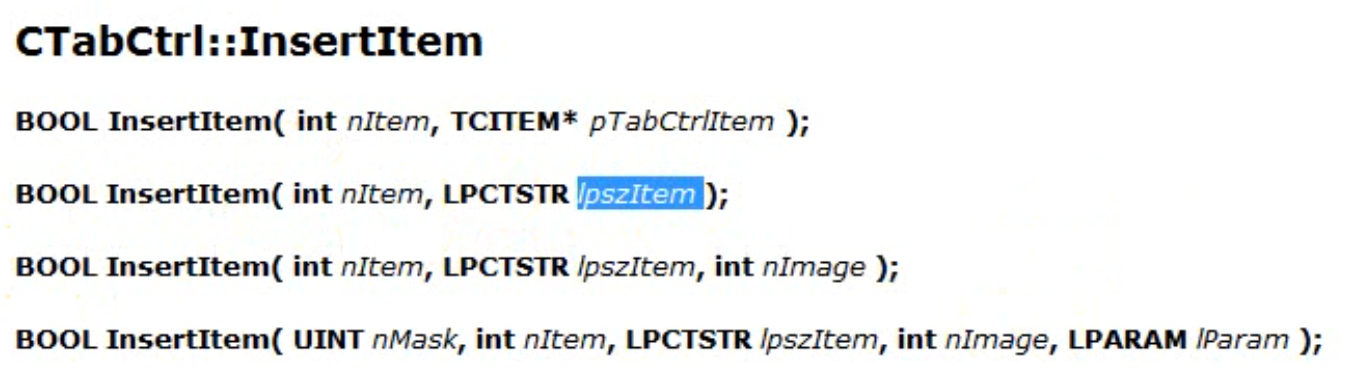 CTabCtrl::InsertItem
BOOL InsertItem( int nItem, TCITEM* pTabCtrlItem );
BOOL InsertItem( int nItem, LPCTSTR lpszItem );
BOOL InsertItem( int nItem, LPCTSTR lpszItem, int nImage );
BOOL InsertItem( UINT nMask, int nItem, LPCTSTR lpszItem, int nImage, LPARAM lParam );